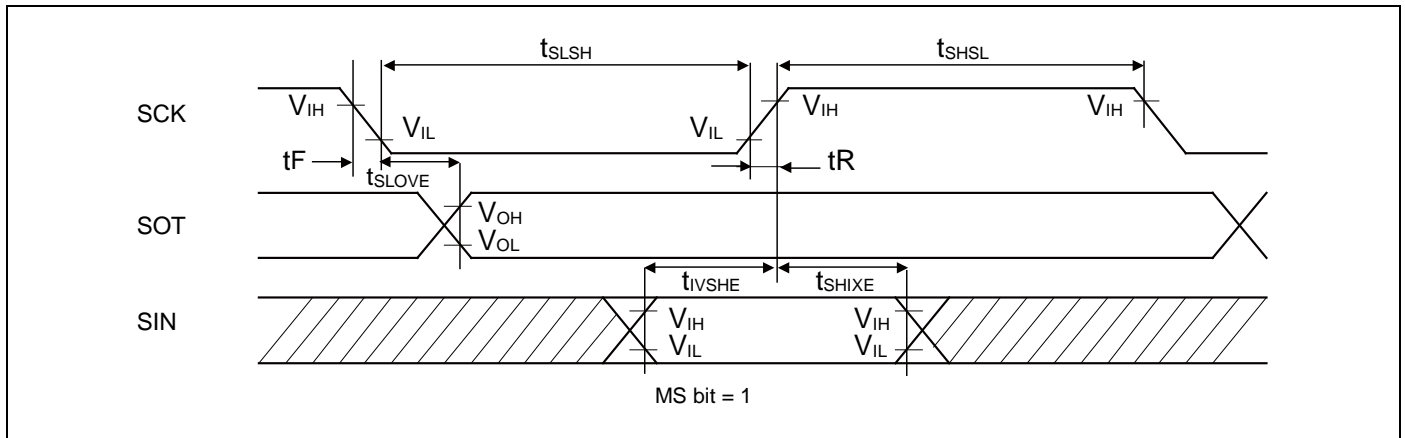 tSLSH
tSHSL
SCK
VIH
VIL
VIL
VIH
VIH
tF
tR
tSLOVE
SOT
VOH
VOL
tIVSHE
tSHIXE
SIN
VIH
VIH
VIL
VIL
MS bit = 1